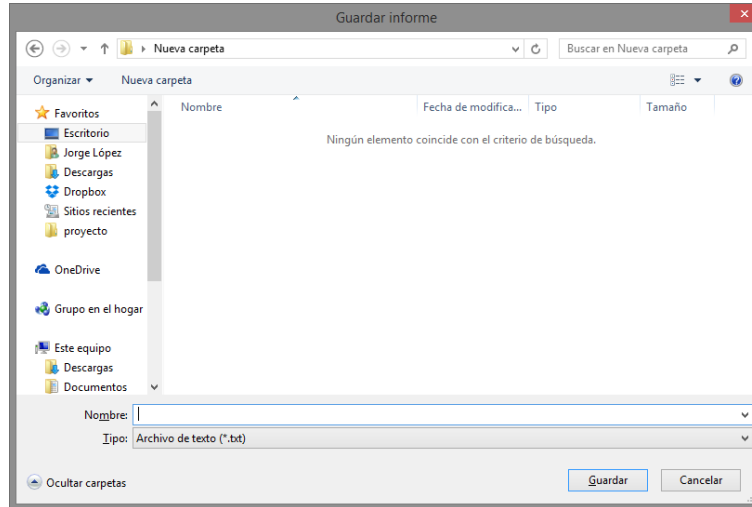 Guardar informe
Nueva carpeta
Buscar en Nueva carpeta
Organizar
Nueva carpeta
Nombre
Fecha de modifica...
Tipo
Tamaño
Ningún elemento coincide con el criterio de búsqueda.
Favoritos
Escritorio
Jorge López
Descargas
Dropbox
Sitios recientes
proyecto
OneDrive
Grupo en el hogar
Este equipo
Descargas
Documentos
Nombre:
Tipo: Archivo de texto (*.txt)
Ocultar carpetas
Guardar
Cancelar